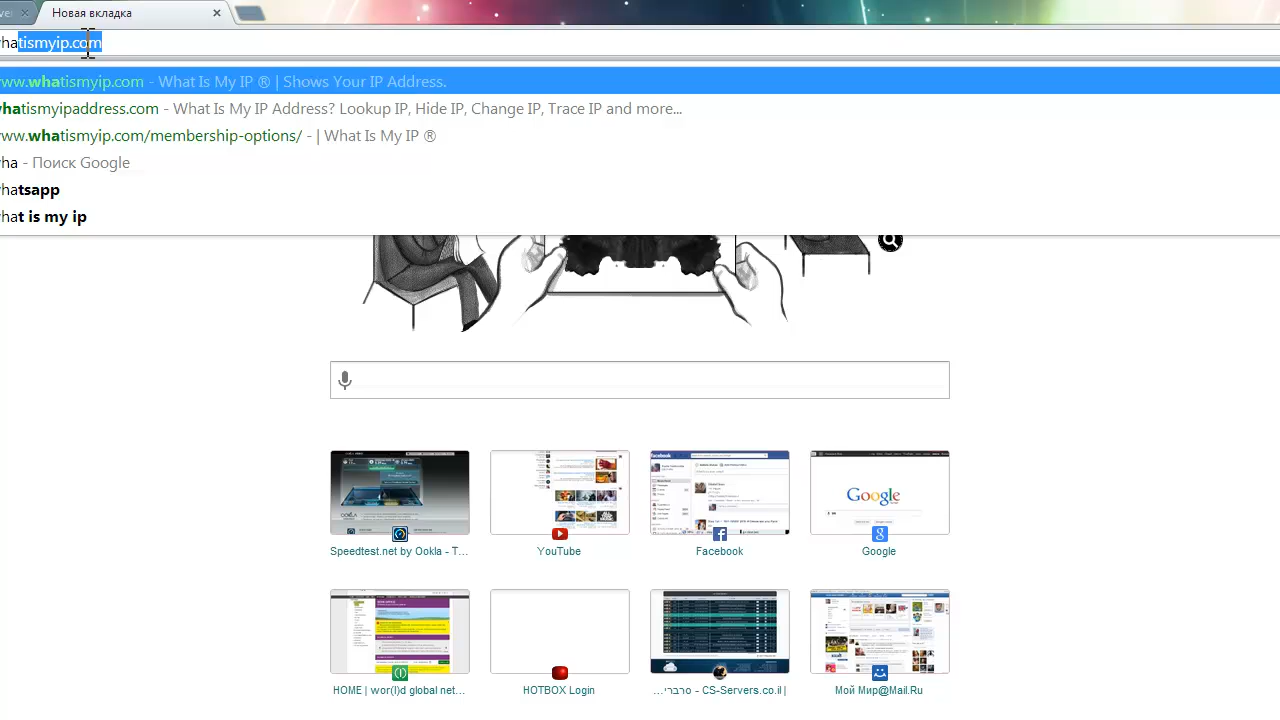 Новая вкладка
hatismyip.com
ww.whatismyip.com - What Is My IP ® | Shows Your IP Address.
hatismyipaddress.com - What Is My IP Address? Lookup IP, Hide IP, Change IP, Trace IP and more...
ww.whatismyip.com/membership-options/ - | What Is My IP ®
ha - Поиск Google
hatsapp
hat is my ip
Speedtest.net by Ookla - T...
YouTube
Facebook
Google
HOME | wor(l)d global net...
HOTBOX Login
...סרברי - CS-Servers.co.il |
Мой Мир@Mail.Ru